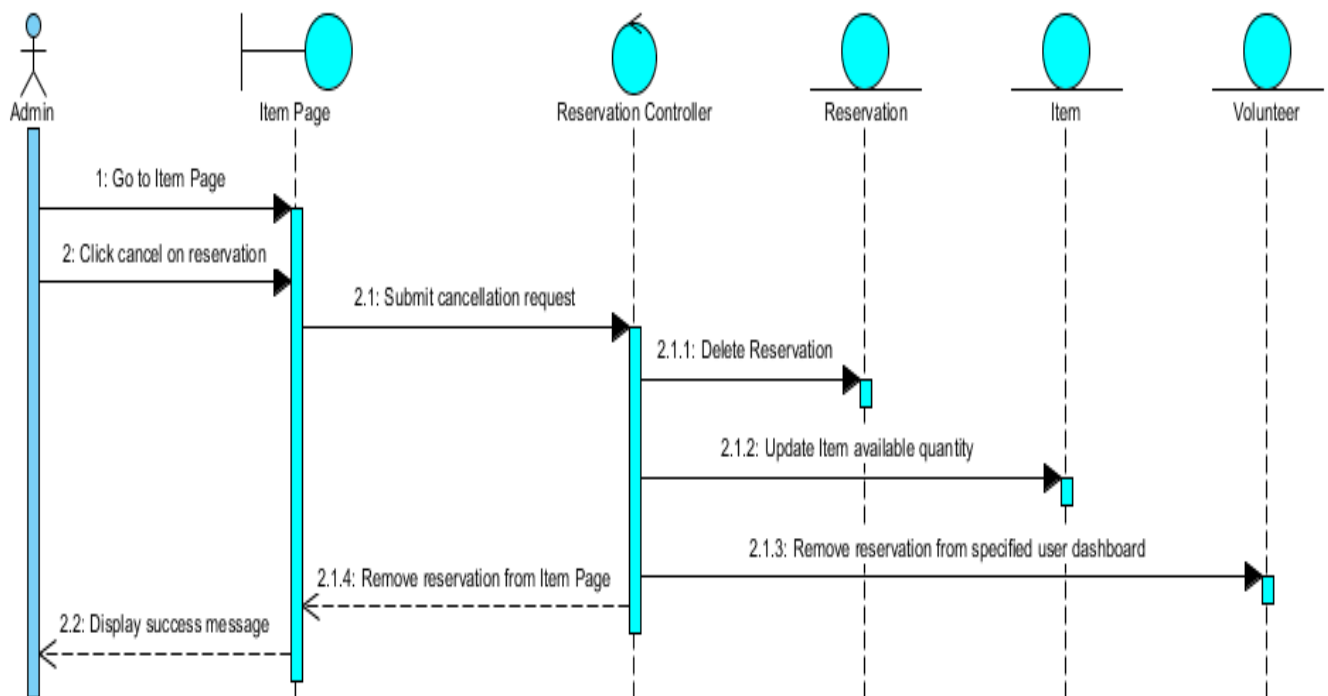 Admin
Item Page
Reservation Controller
Reservation
Item
Volunteer
1: Go to Item Page
2: Click cancel on reservation
2.1: Submit cancellation request
2.1.1: Delete Reservation
2.1.2: Update Item available quantity
2.1.3: Remove reservation from specified user dashboard
2.1.4: Remove reservation from Item Page
2.2: Display success message